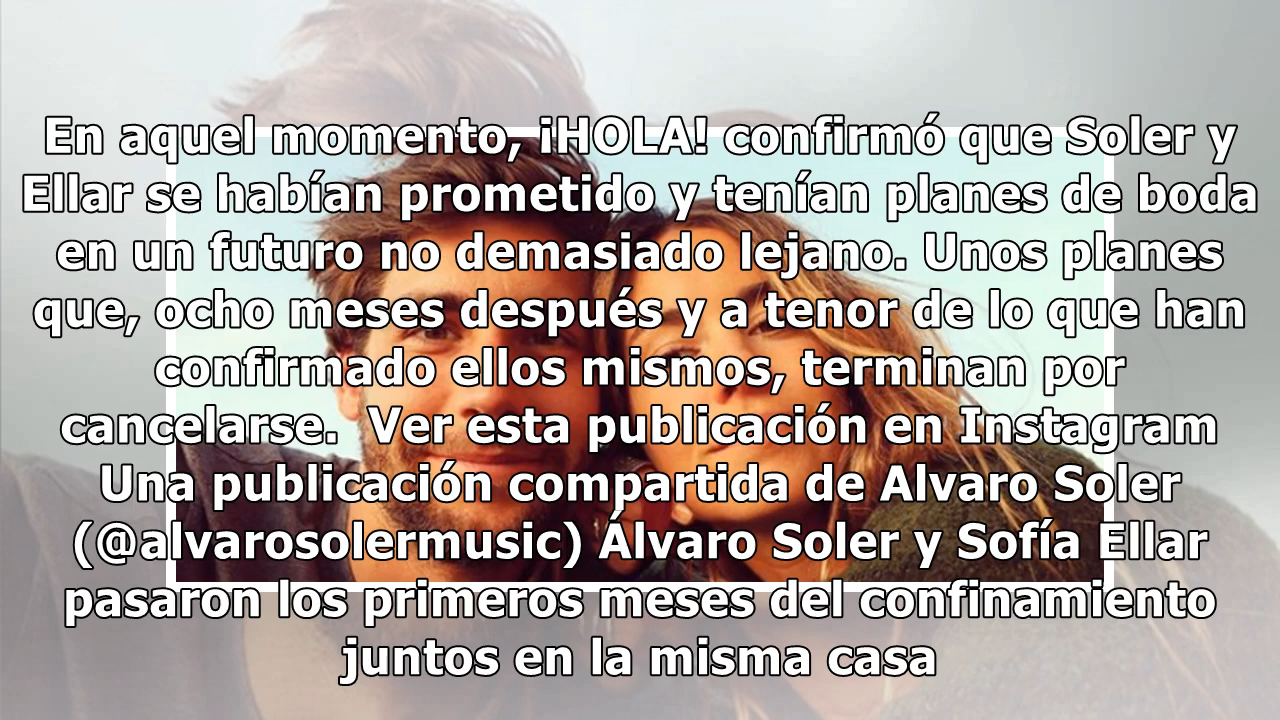 En aquel momento, ¡HOLA! confirmó que Soler y
Ellar se habían prometido y tenían planes de boda
en un futuro no demasiado lejano. Unos planes
que, ocho meses después y a tenor de lo que han
confirmado ellos mismos, terminan por
cancelarse.  Ver esta publicación en Instagram
Una publicación compartida de Alvaro Soler
(@alvarosolermusic) Álvaro Soler y Sofía Ellar
pasaron los primeros meses del confinamiento
juntos en la misma casa